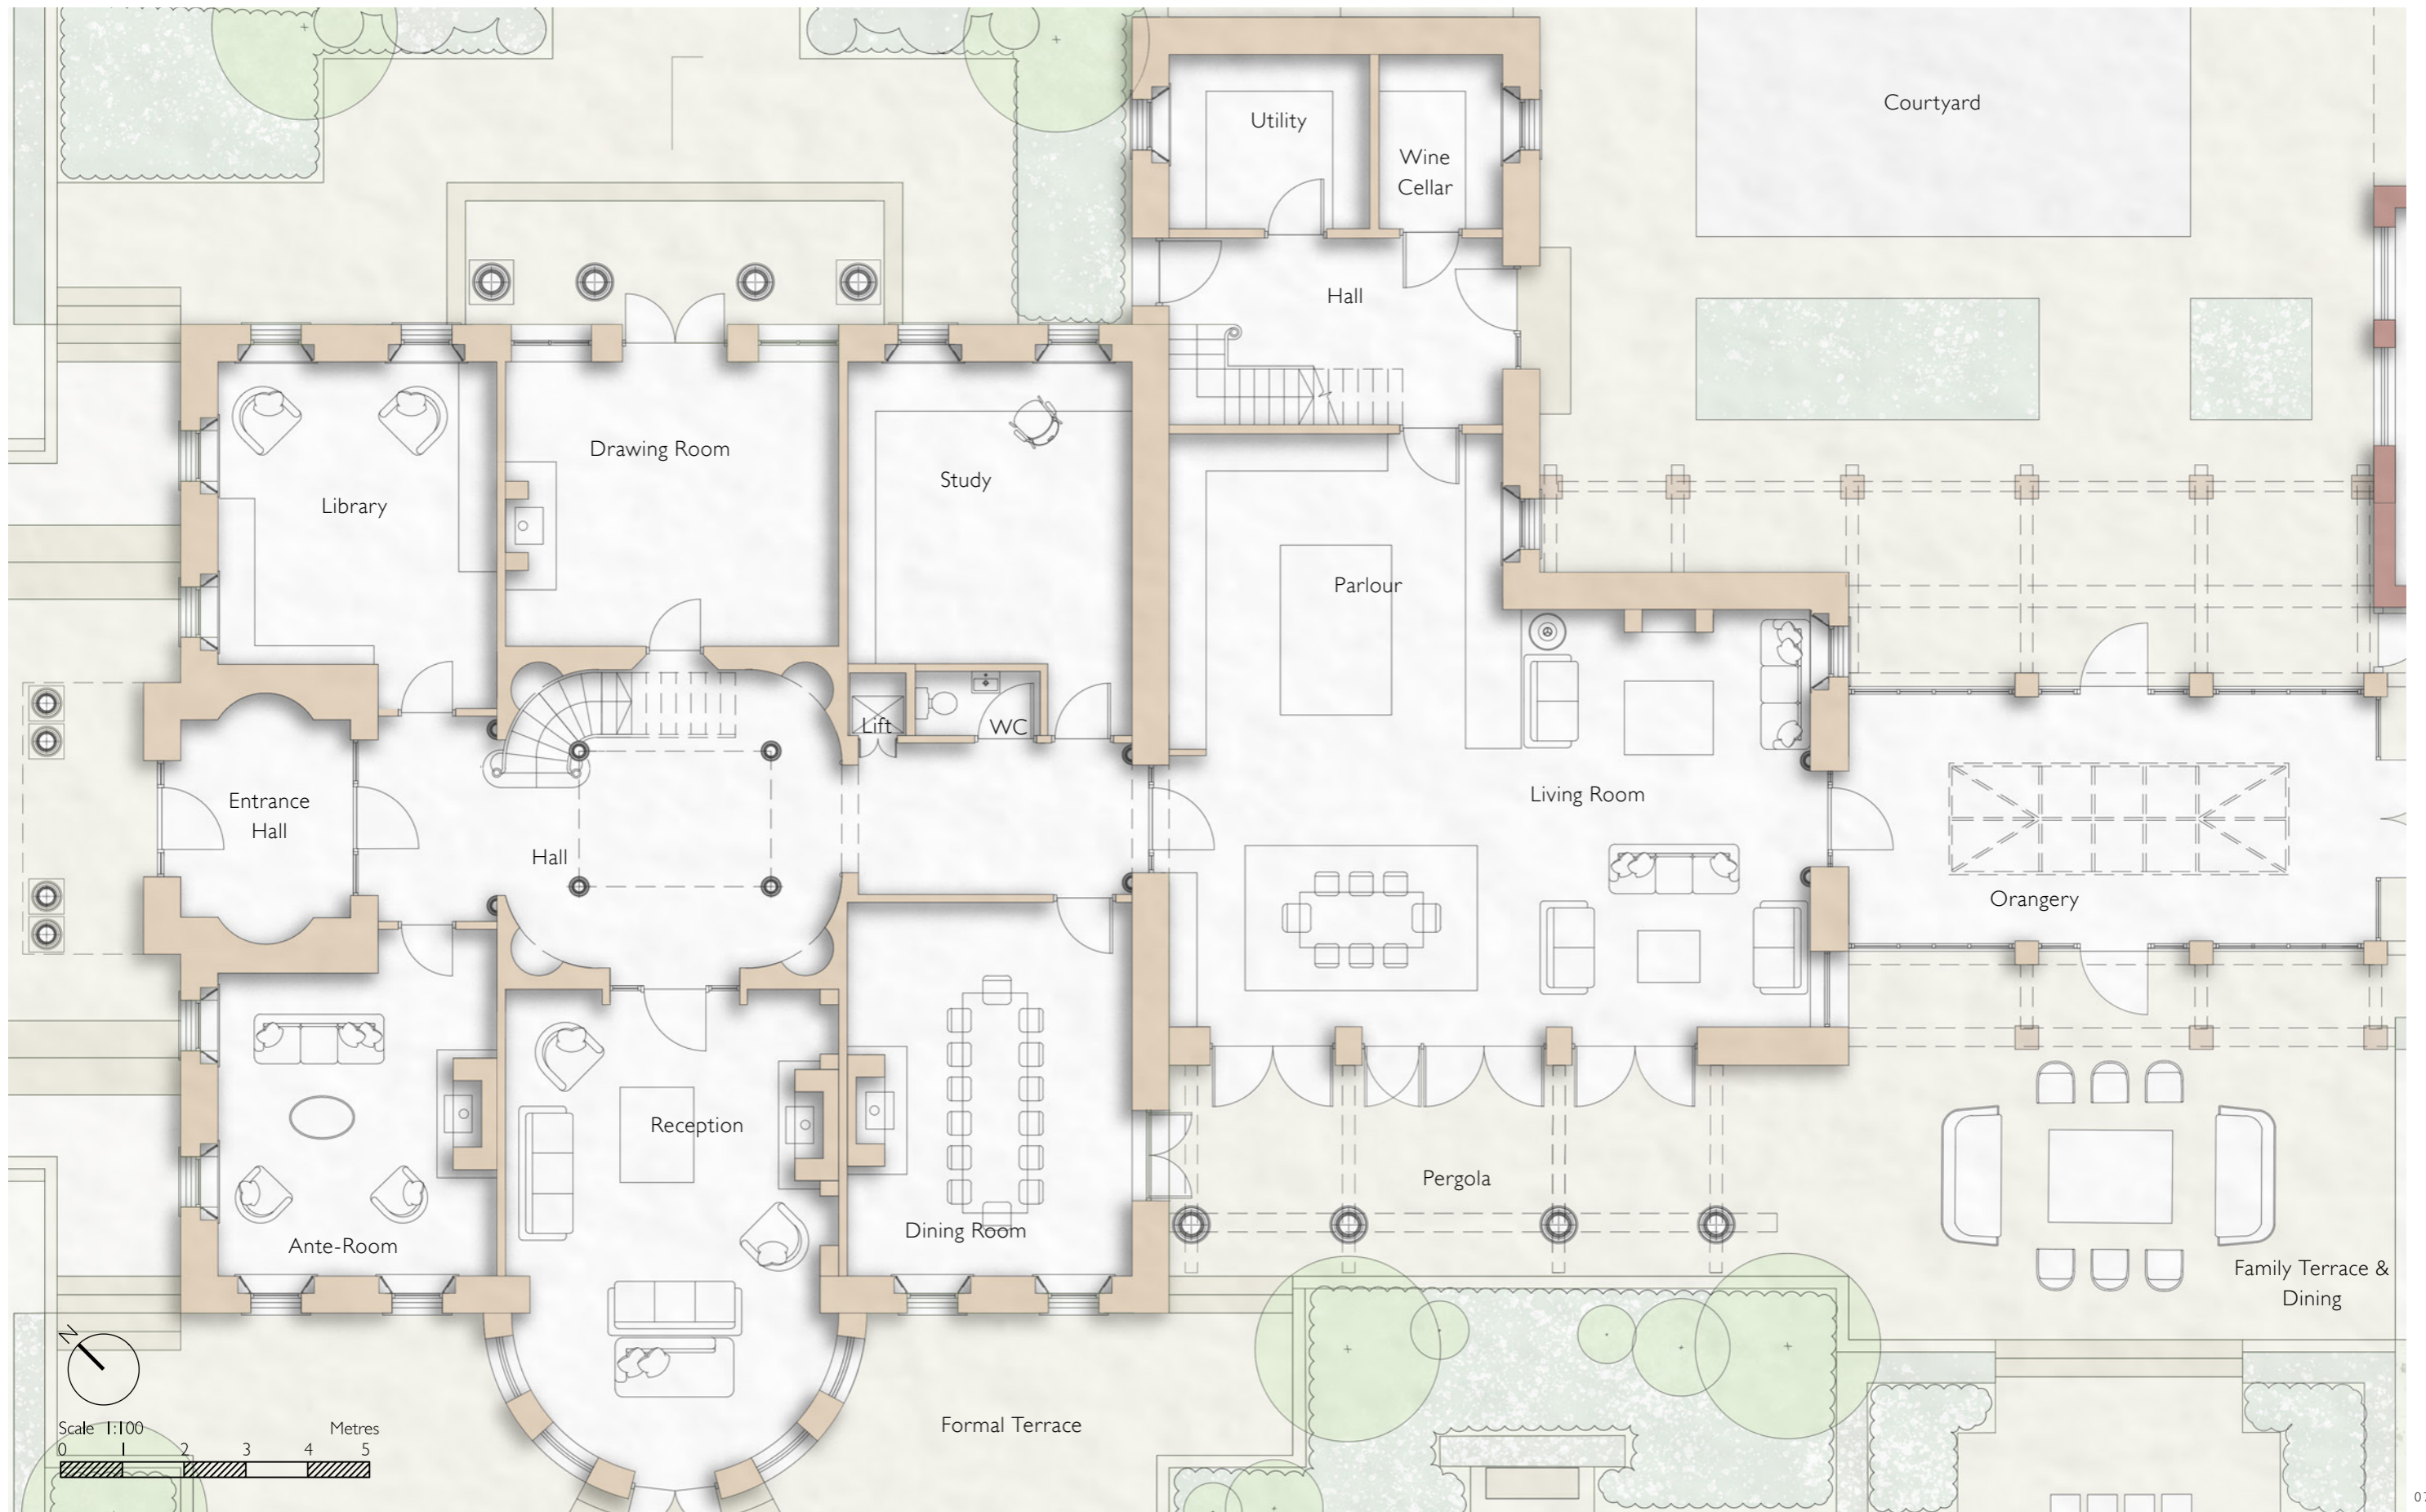 Courtyard
Utility
Wine
Cellar
Hall
Drawing Room
Study
Library
Parlour
Lift
WC
Entrance
Hall
Living Room
Hall
Orangery
Reception
Pergola
Dining Room
Ante-Room
Family Terrace &
Dining
N
Formal Terrace
Scale 1:100 Metres
0 1 2 3 4 5